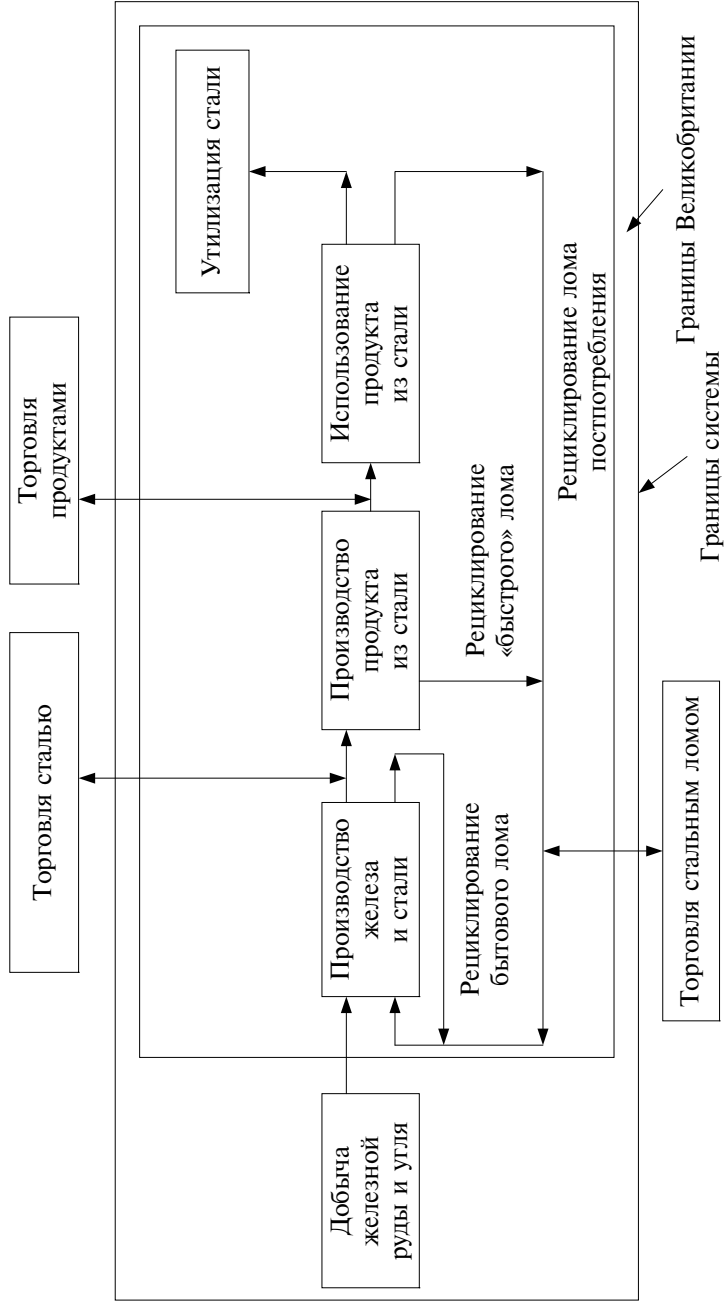 Торговля сталью
Торговля
продуктами
Утилизация стали
Добыча
железной
руды и угля
Производство
железа
и стали
Производство
продукта
из стали
Использование
продукта
из стали
Рециклирование
бытового лома
Рециклирование
«быстрого» лома
Рециклирование лома
постпотребления
Торговля стальным ломом
Границы системы
Границы Великобритании